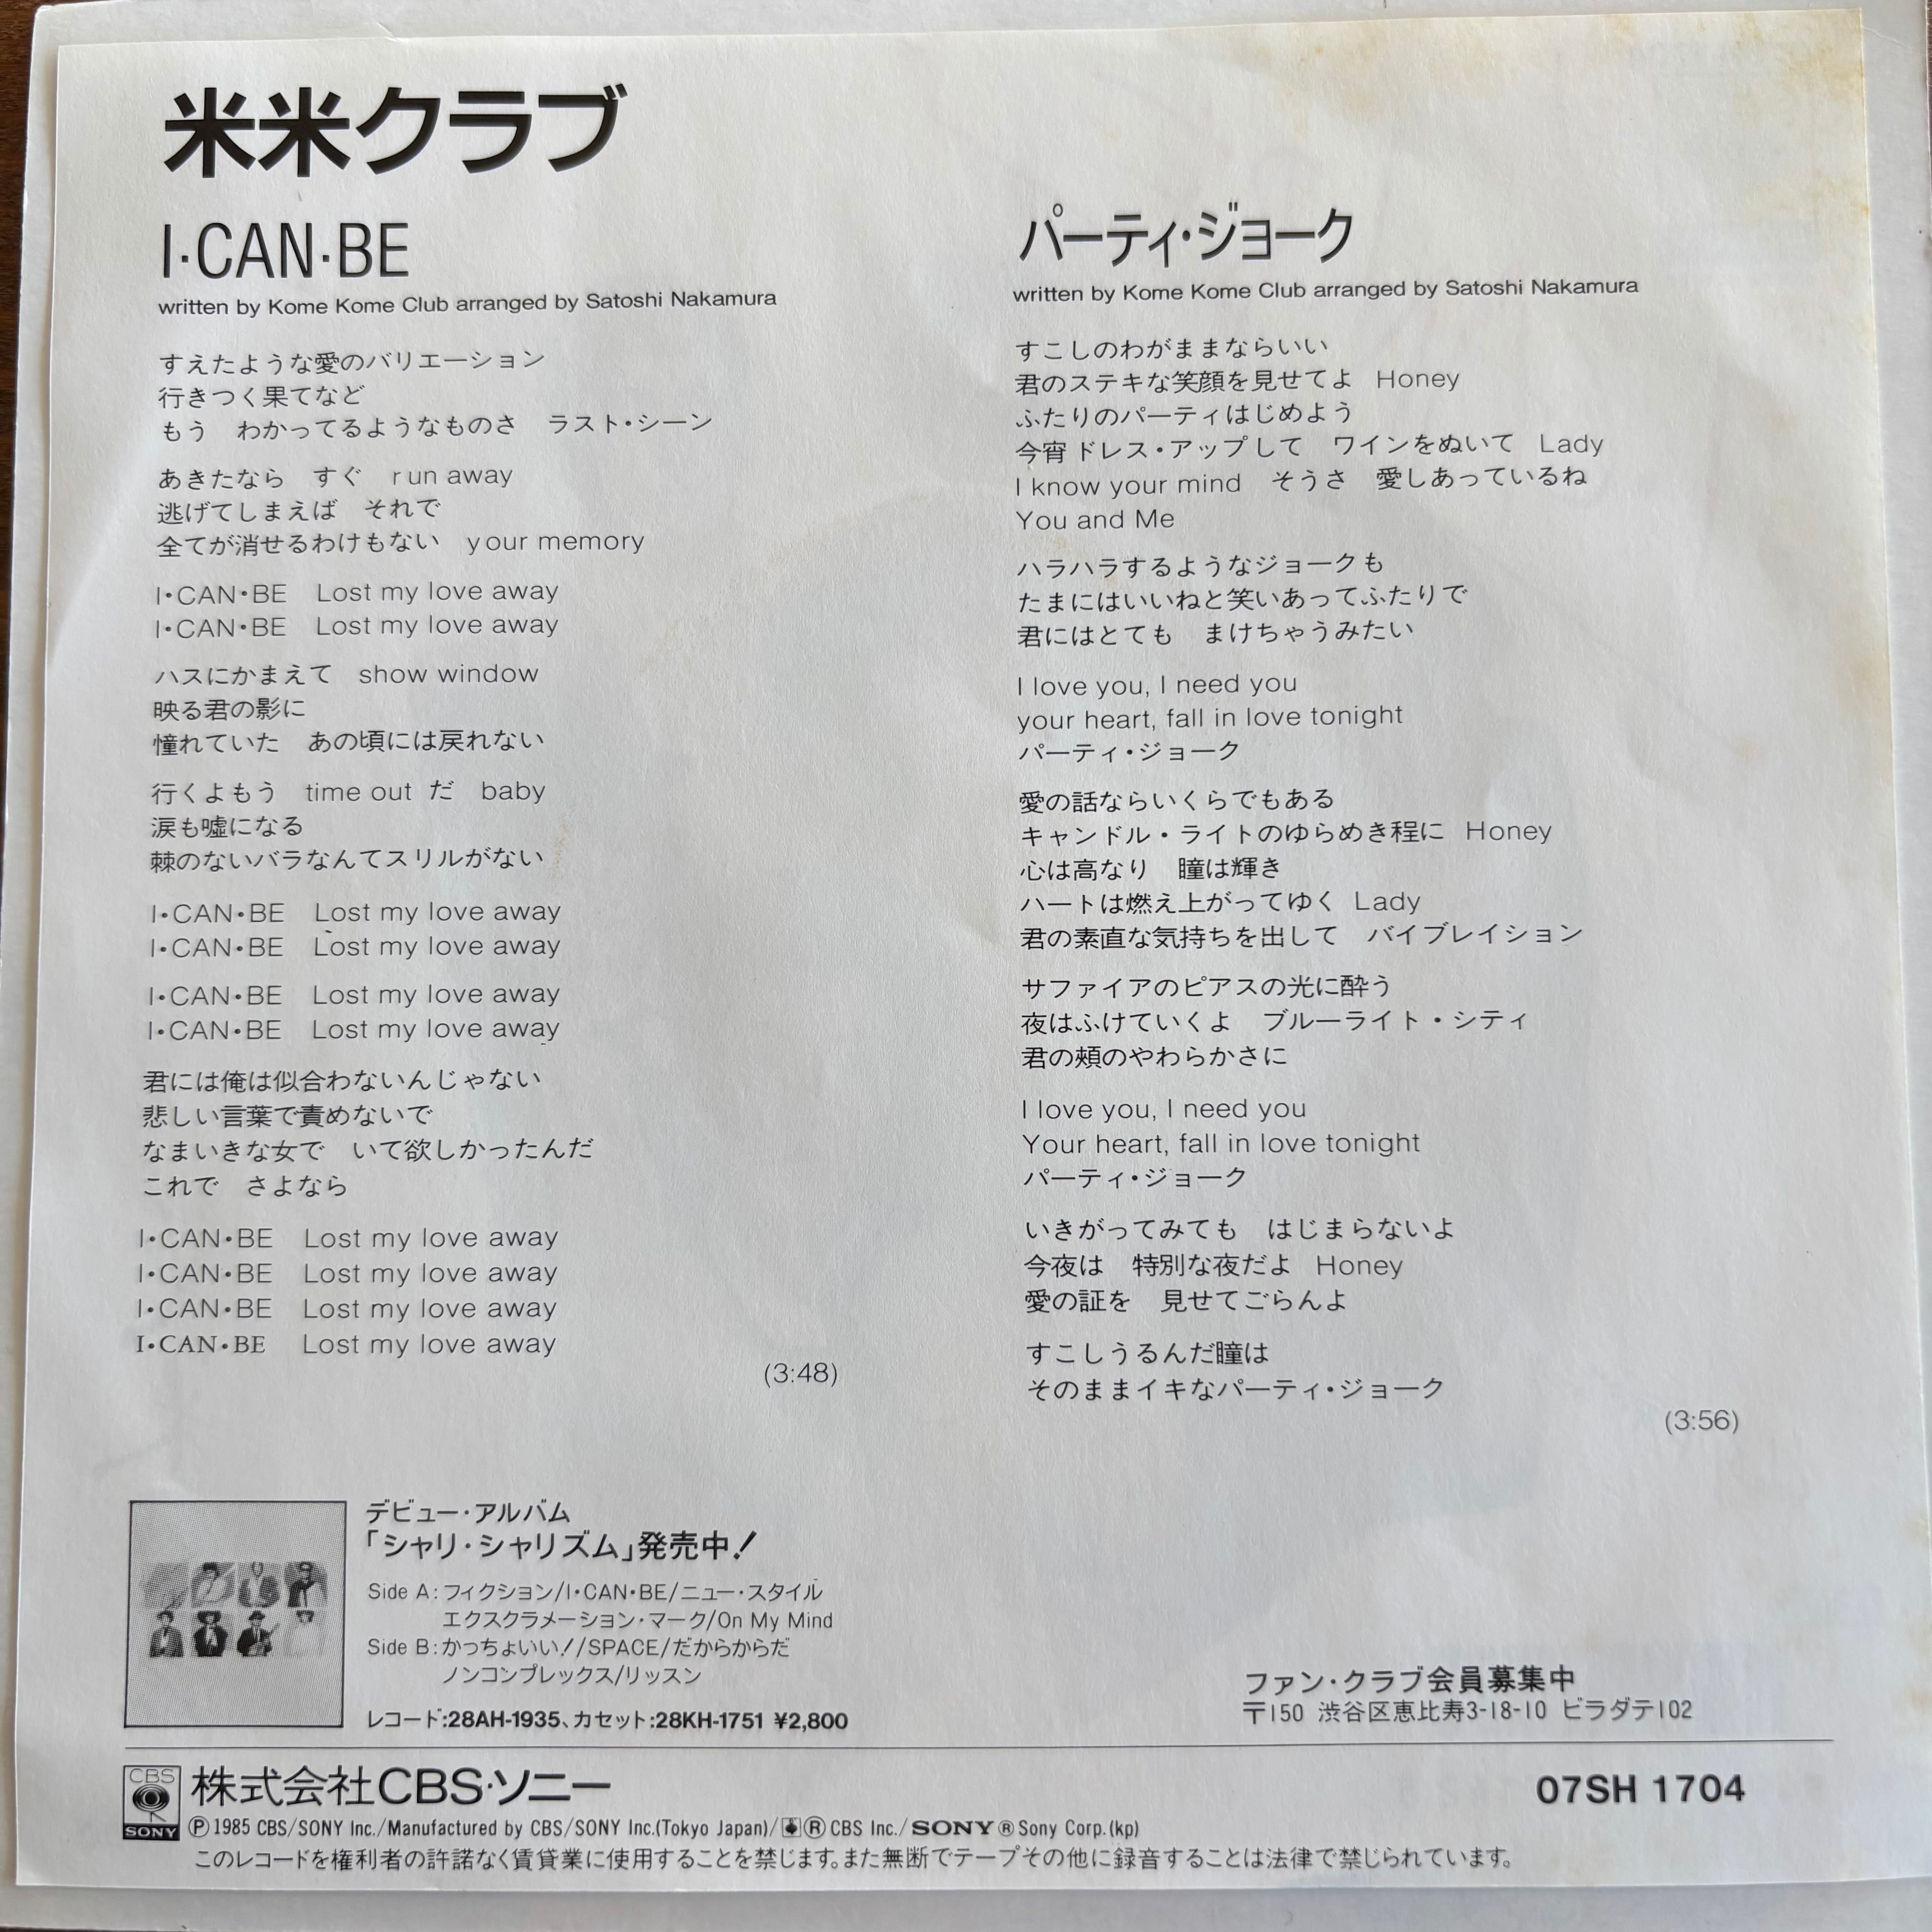 米米クラブ
I·CAN·BE
written by Kome Kome Club arranged by Satoshi Nakamura
すえたような愛のバリエーション
行きつく果てなど
もう　わかってるようなものさ　ラスト・シーン
あきたなら　すぐ　run away
逃げてしまえば　それで
全てが消せるわけもない　your memory
I・CAN・BE　Lost my love away
I・CAN・BE　Lost my love away
ハスにかまえて　show window
映る君の影に
憧れていた　あの頃には戻れない
行くよもう　time out だ　baby
涙も嘘になる
棘のないバラなんてスリルがない
I・CAN・BE　Lost my love away
I・CAN・BE　Lost my love away
I・CAN・BE　Lost my love away
I・CAN・BE　Lost my love away
君には俺は似合わないんじゃない
悲しい言葉で責めないで
なまいきな女で　いて欲しかったんだ
これで　さよなら
I・CAN・BE　Lost my love away
I・CAN・BE　Lost my love away
I・CAN・BE　Lost my love away
I・CAN・BE　Lost my love away
(3:48)
パーティ・ジョーク
written by Kome Kome Club arranged by Satoshi Nakamura
すこしのわがままならいい
君のステキな笑顔を見せてよ　Honey
ふたりのパーティはじめよう
今宵ドレス・アップして　ワインをぬいて　Lady
I know your mind　そうさ　愛しあっているね
You and Me
ハラハラするようなジョークも
たまにはいいねと笑いあってふたりで
君にはとても　まけちゃうみたい
I love you, I need you
your heart, fall in love tonight
パーティ・ジョーク
愛の話ならいくらでもある
キャンドル・ライトのゆらめき程に　Honey
心は高なり　瞳は輝き
ハートは燃え上がってゆく　Lady
君の素直な気持ちを出して　バイブレイション
サファイアのピアスの光に酔う
夜はふけていくよ　ブルーライト・シティ
君の頰のやわらかさに
I love you, I need you
Your heart, fall in love tonight
パーティ・ジョーク
いきがってみても　はじまらないよ
今夜は　特別な夜だよ　Honey
愛の証を　見せてごらんよ
すこしうるんだ瞳は
そのままイキなパーティ・ジョーク
(3:56)
デビュー・アルバム
「シャリ・シャリズム」発売中!
Side A:フィクション/I・CAN・BE/ニュー・スタイル
エクスクラメーション・マーク/On My Mind
Side B:かっちょいい!/SPACE/だからからだ
ノンコンプレックス/リッスン
レコード:28AH-1935、カセット:28KH-1751 ¥2,800
ファン・クラブ会員募集中
〒150 渋谷区恵比寿3-18-10 ビラダテ102
CBS
SONY
株式会社CBS・ソニー
07SH 1704
Ⓟ1985 CBS/SONY Inc./Manufactured by CBS/SONY Inc.(Tokyo Japan)/®CBS Inc./SONY®Sony Corp.(kp)
このレコードを権利者の許諾なく賃貸業に使用することを禁じます。また無断でテープその他に録音することは法律で禁じられています。